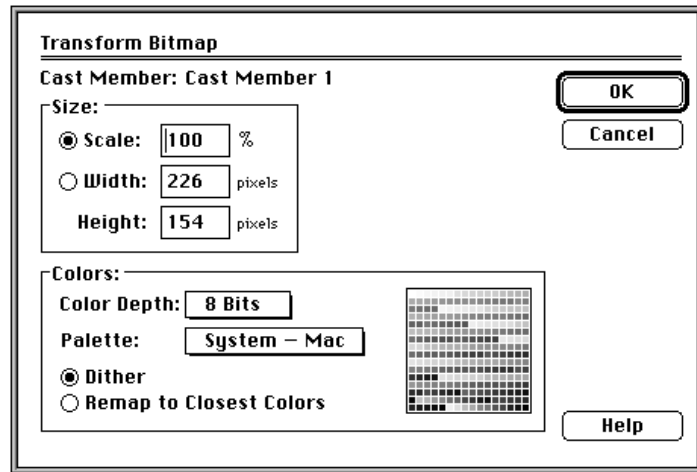 Transform Bitmap
Cast Member: Cast Member 1
Size:
Scale: 100 %
Width: 226 pixels
Height: 154 pixels
OK
Cancel
Colors:
Color Depth: 8 Bits
Palette: System – Mac
Dither
Remap to Closest Colors
Help